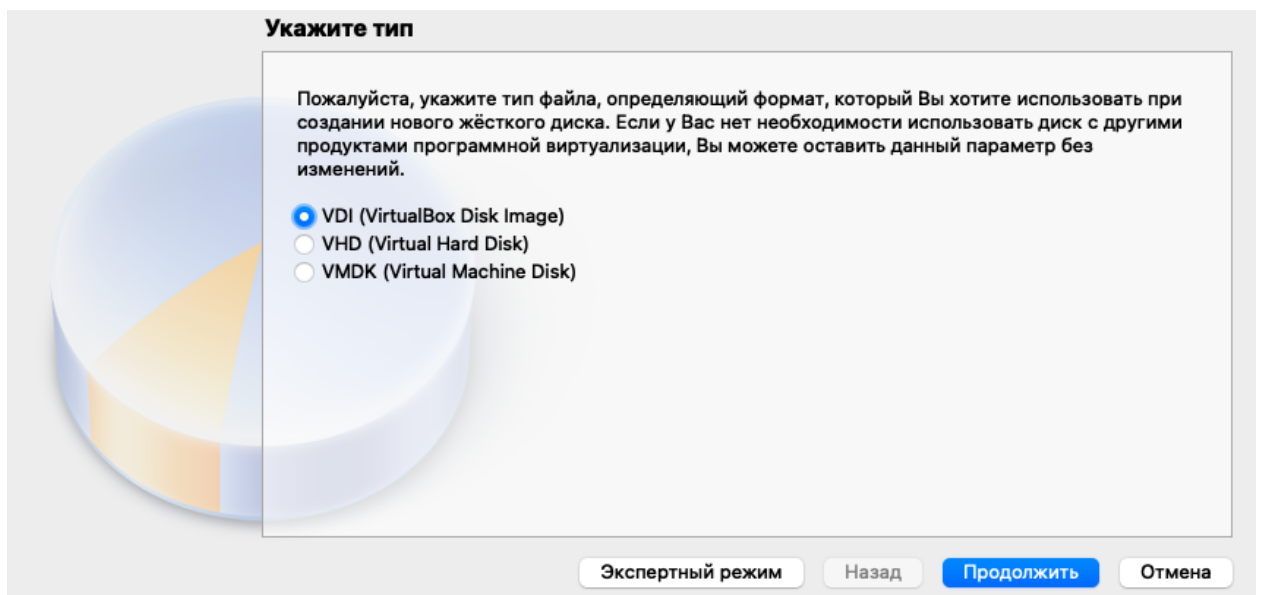 Укажите тип
Пожалуйста, укажите тип файла, определяющий формат, который Вы хотите использовать при
создании нового жёсткого диска. Если у Вас нет необходимости использовать диск с другими
продуктами программной виртуализации, Вы можете оставить данный параметр без
изменений.
VDI (VirtualBox Disk Image)
VHD (Virtual Hard Disk)
VMDK (Virtual Machine Disk)
Экспертный режим
Назад
Продолжить
Отмена